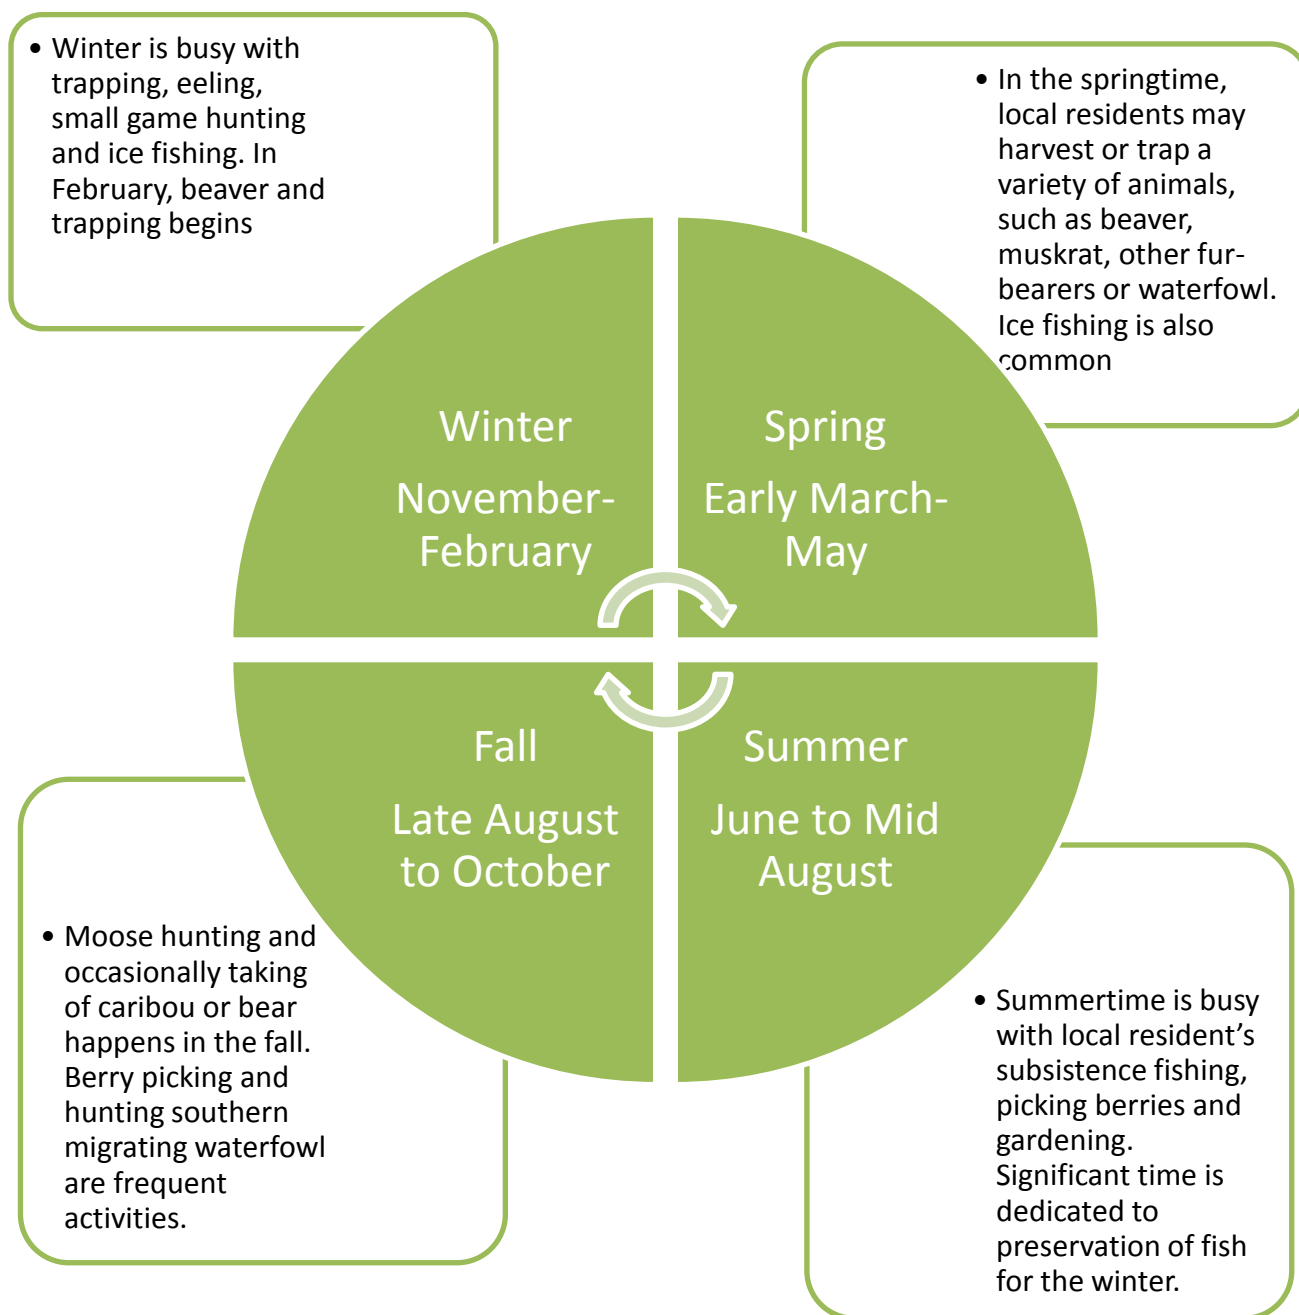 • Winter is busy with
trapping, eeling,
small game hunting
and ice fishing. In
February, beaver and
trapping begins
• In the springtime,
local residents may
harvest or trap a
variety of animals,
such as beaver,
muskrat, other fur-
bearers or waterfowl.
Ice fishing is also
common
Winter
November-
February
Spring
Early March-
May
Fall
Late August
to October
Summer
June to Mid
August
• Moose hunting and
occasionally taking
of caribou or bear
happens in the fall.
Berry picking and
hunting southern
migrating waterfowl
are frequent
activities.
• Summertime is busy
with local resident’s
subsistence fishing,
picking berries and
gardening.
Significant time is
dedicated to
preservation of fish
for the winter.